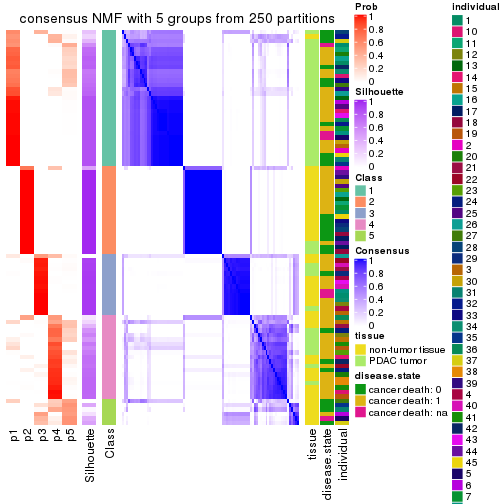 consensus NMF with 5 groups from 250 partitions
p1
p2
p3
p4
p5
Silhouette
Class
tissue
disease.state
individual
Prob
1
0.8
0.6
0.4
0.2
0
Silhouette
1
0.8
0.6
0.4
0.2
0
Class
1
2
3
4
5
Consensus
1
0.8
0.6
0.4
0.2
0
tissue
non-tumor tissue
PDAC tumor
disease.state
cancer death: 0
cancer death: 1
cancer death: na
individual
1
10
11
12
13
14
15
16
17
18
19
2
20
21
22
23
24
25
26
27
28
29
3
30
31
32
33
34
35
36
37
38
39
4
40
41
42
43
44
45
5
6
7